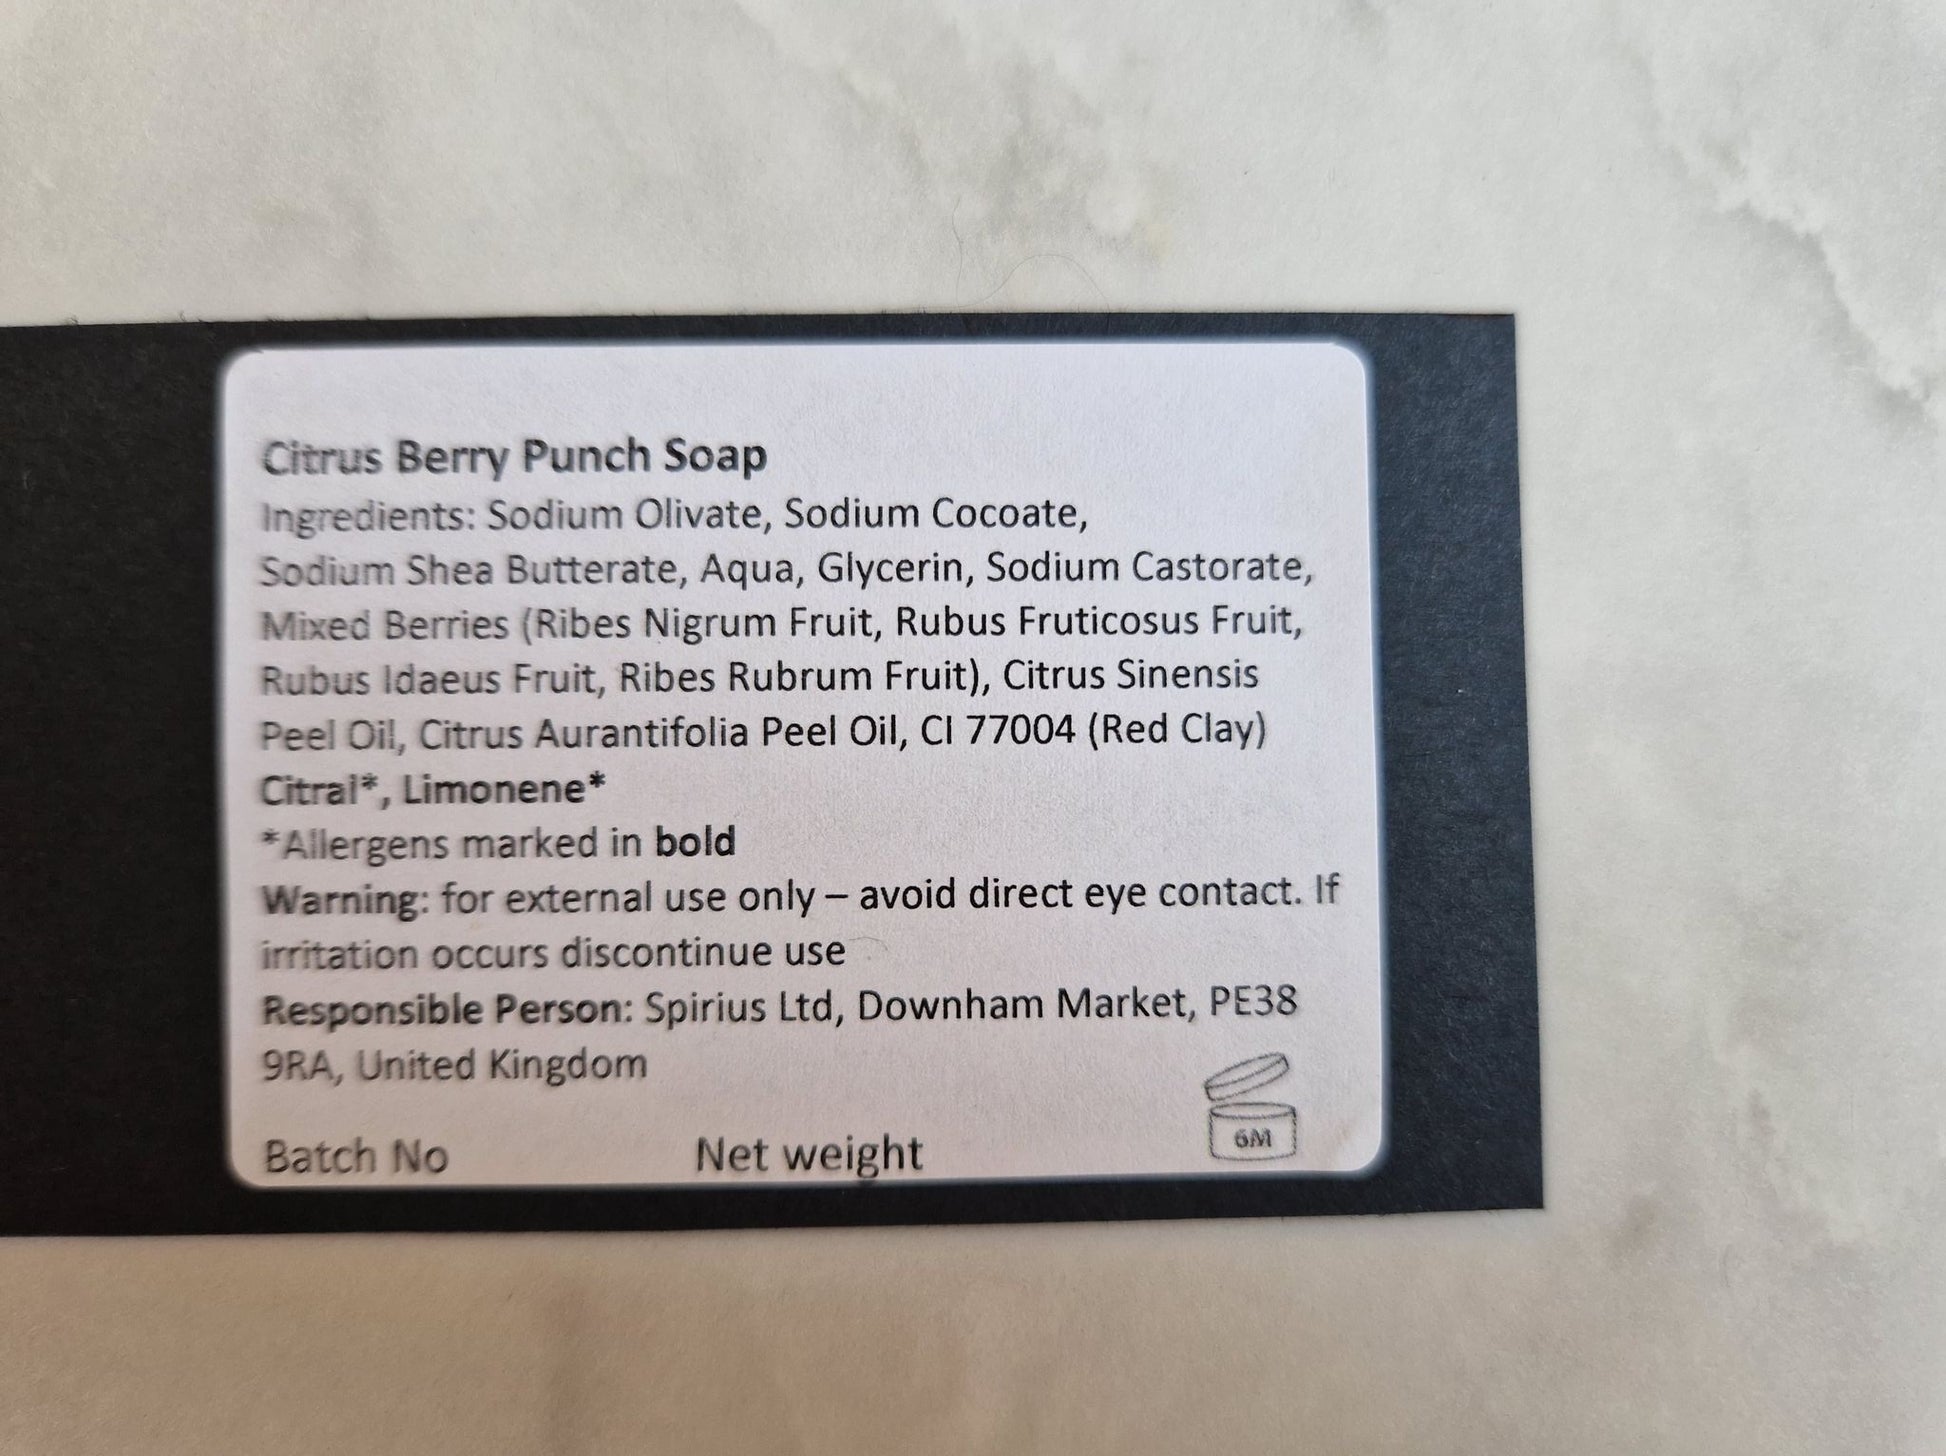 Citrus Berry Punch Soap
Ingredients: Sodium Olivate, Sodium Cocoate,
Sodium Shea Butterate, Aqua, Glycerin, Sodium Castorate,
Mixed Berries (Ribes Nigrum Fruit, Rubus Fruticosus Fruit,
Rubus Idaeus Fruit, Ribes Rubrum Fruit), Citrus Sinensis
Peel Oil, Citrus Aurantifolia Peel Oil, CI 77004 (Red Clay)
Citral*, Limonene*
*Allergens marked in bold
Warning: for external use only – avoid direct eye contact. If
irritation occurs discontinue use
Responsible Person: Spirius Ltd, Downham Market, PE38
9RA, United Kingdom
6M
Batch No Net weight